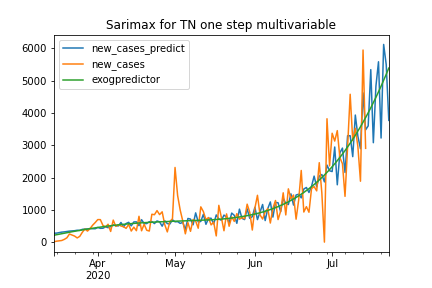 Sarimax for TN one step multivariable
new_cases_predict
new_cases
exogpredictor
6000
5000
4000
3000
2000
1000
0
Apr
2020
May
Jun
Jul